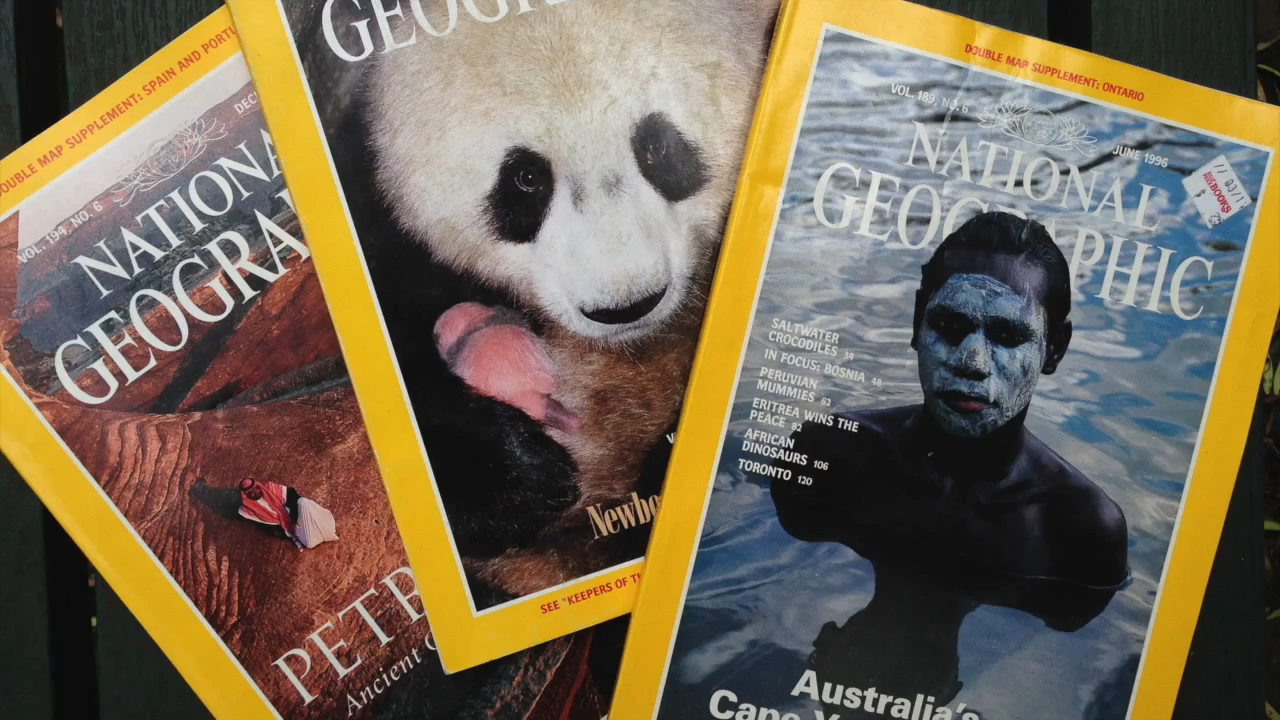 DOUBLE MAP SUPPLEMENT: SPAIN AND PORTU
VOL. 194, NO. 6
DEC
NATIONA
GEOGRA
PETR
Ancient
GEOG
Newbo
SEE "KEEPERS OF TH
DOUBLE MAP SUPPLEMENT: ONTARIO
VOL. 189, NO. 6
JUNE 1996
NATIONAL
GEOGRAPHIC
SALTWATER
CROCODILES 38
IN FOCUS: BOSNIA 48
PERUVIAN
MUMMIES 62
ERITREA WINS THE
PEACE 82
AFRICAN
DINOSAURS 106
TORONTO 120
Australia's
Cape Y